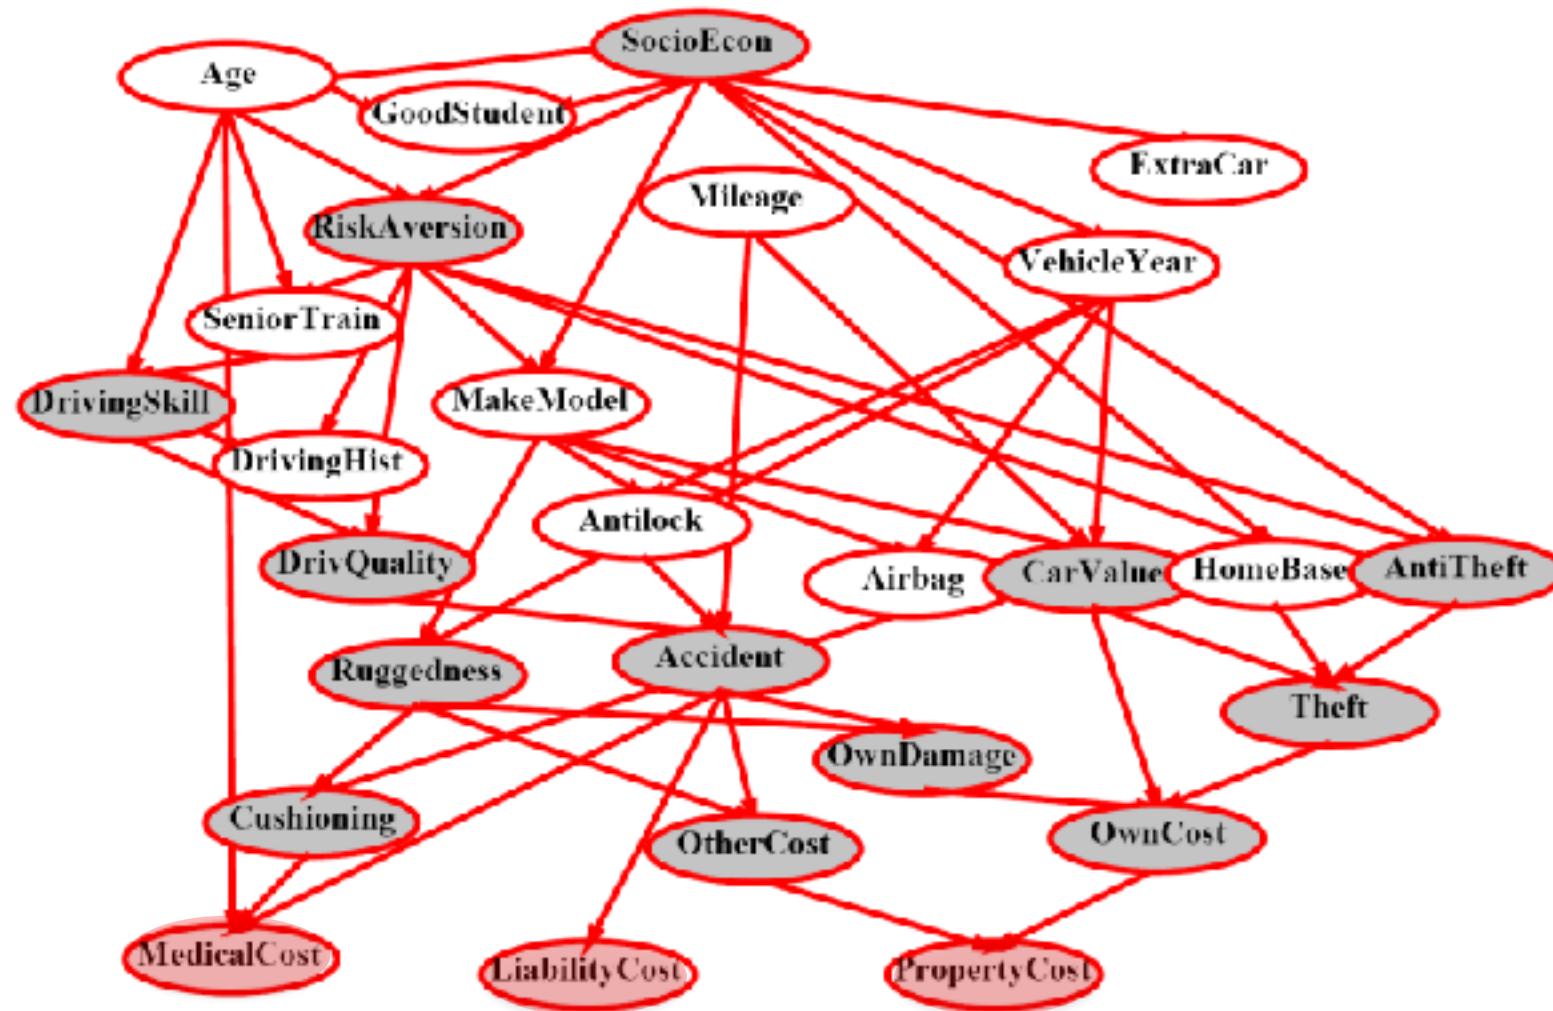 SocioEcon
Age
GoodStudent
ExtraCar
Mileage
RiskAversion
VehicleYear
SeniorTrain
DrivingSkill
MakeModel
DrivingHist
Antilock
DrivQuality
Airbag
CarValue
HomeBase
AntiTheft
Ruggedness
Accident
Theft
OwnDamage
Cushioning
OtherCost
OwnCost
MedicalCost
LiabilityCost
PropertyCost